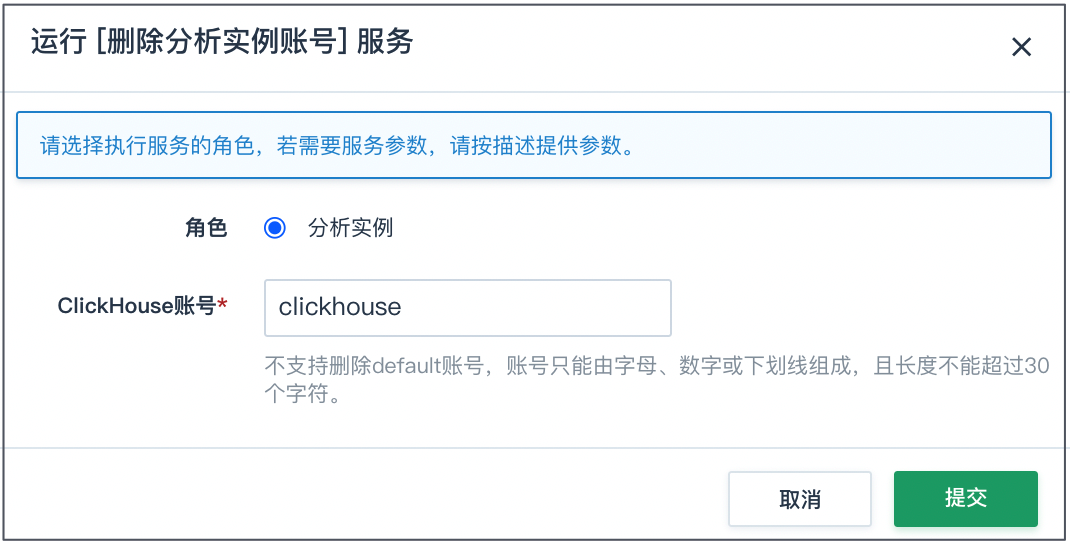 运行 [删除分析实例账号] 服务
请选择执行服务的角色，若需要服务参数，请按描述提供参数。
角色 分析实例
ClickHouse账号* clickhouse
不支持删除default账号，账号只能由字母、数字或下划线组成，且长度不能超过30
个字符。
取消 提交